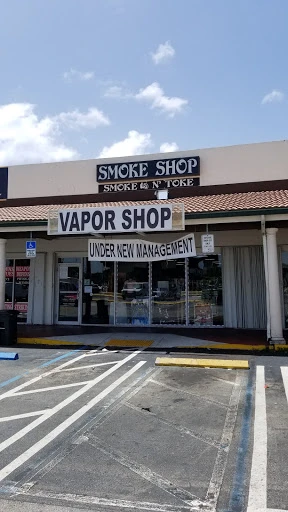 SMOKE SHOP
SMOKE N' TOKE
VAPOR SHOP
UNDER NEW MANAGEMENT